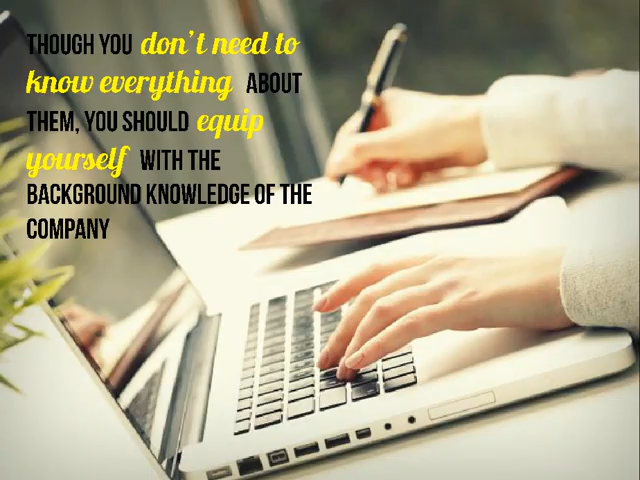 THOUGH YOU don't need to
know everything ABOUT
THEM, YOU SHOULD equip
yourself WITH THE
BACKGROUND KNOWLEDGE OF THE
COMPANY